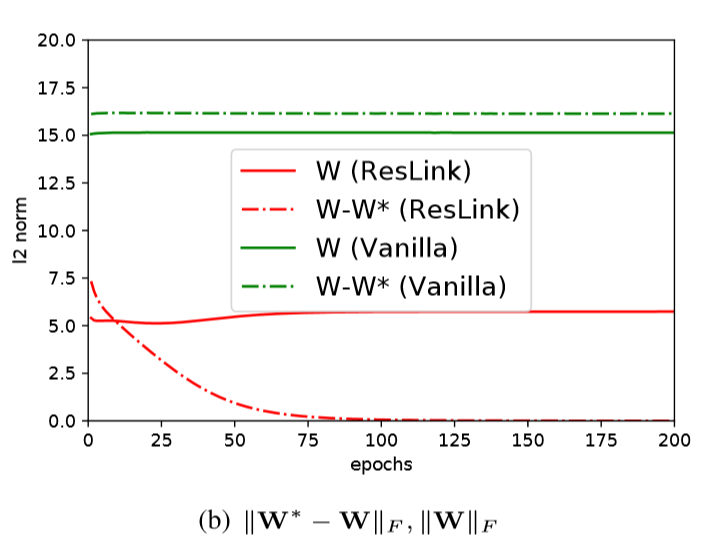 20.0
17.5
15.0
12.5
10.0
7.5
5.0
2.5
0.0
l2 norm
W (ResLink)
W-W* (ResLink)
W (Vanilla)
W-W* (Vanilla)
0 25 50 75 100 125 150 175 200
epochs
(b) ‖W* − W‖F, ‖W‖F